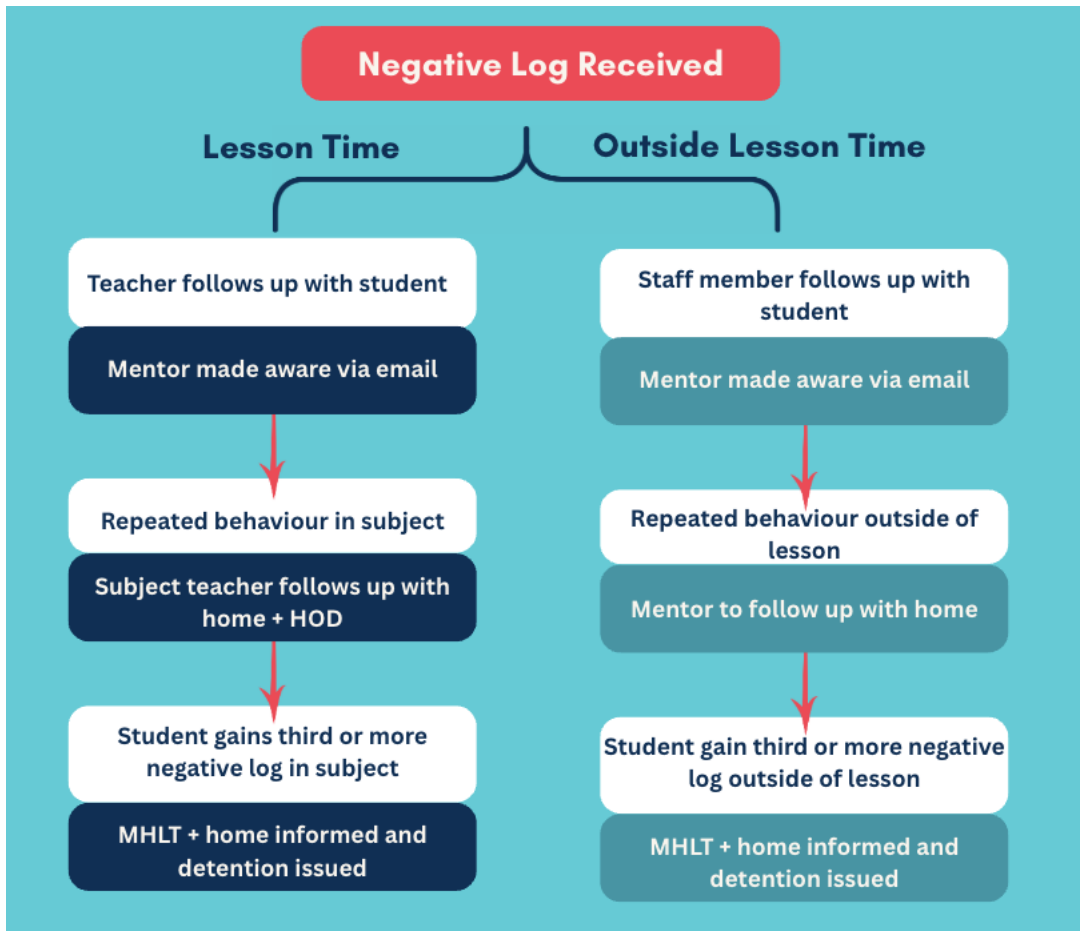 Negative Log Received
Lesson Time
Outside Lesson Time
Teacher follows up with student
Mentor made aware via email
Repeated behaviour in subject
Subject teacher follows up with
home + HOD
Student gains third or more
negative log in subject
MHLT + home informed and
detention issued
Staff member follows up with
student
Mentor made aware via email
Repeated behaviour outside of
lesson
Mentor to follow up with home
Student gain third or more negative
log outside of lesson
MHLT + home informed and
detention issued